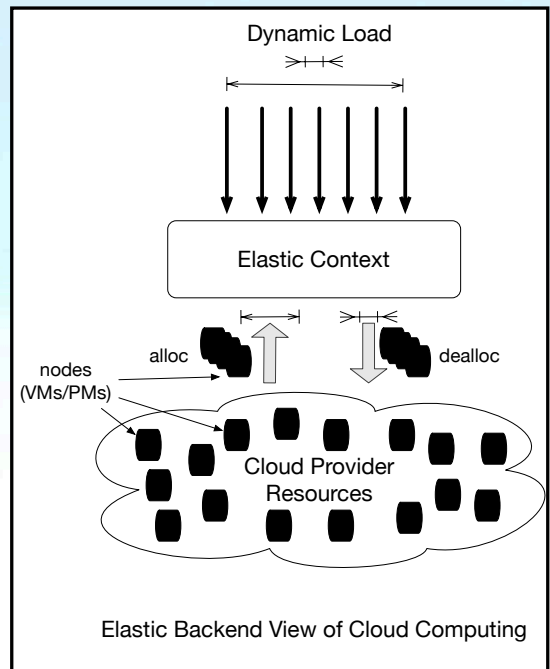 Dynamic Load
Elastic Context
alloc
dealloc
nodes
(VMs/PMs)
Cloud Provider
Resources
Elastic Backend View of Cloud Computing